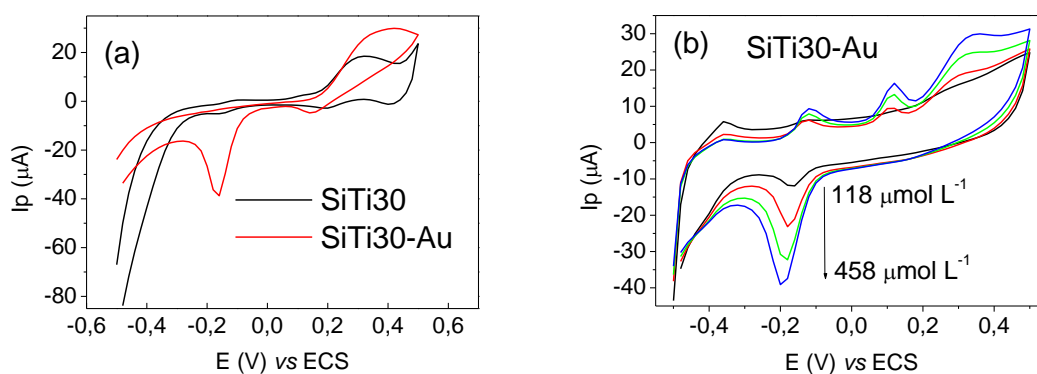 (a)
20
0
-20
-40
-60
-80
Ip (μA)
SiTi30
SiTi30-Au
-0,6 -0,4 -0,2 0,0 0,2 0,4 0,6
E (V) vs ECS
(b)
SiTi30-Au
30
20
10
0
-10
-20
-30
-40
Ip (μA)
118 μmol L⁻¹
458 μmol L⁻¹
-0,4 -0,2 0,0 0,2 0,4
E (V) vs ECS